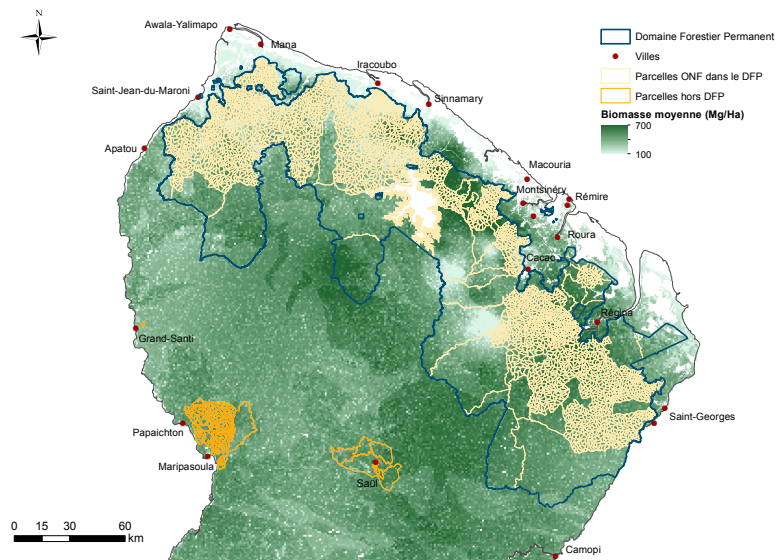 N
Awala-Yalimapo
Mana
Saint-Jean-du-Maroni
Iracoubo
Sinnamary
Apatou
Macouria
Montsinéry
Rémire
Roura
Cacao
Régina
Grand-Santi
Saint-Georges
Papaichton
Maripasoula
Saül
Camopi
Domaine Forestier Permanent
Villes
Parcelles ONF dans le DFP
Parcelles hors DFP
Biomasse moyenne (Mg/Ha)
700
100
0 15 30 45 60
km